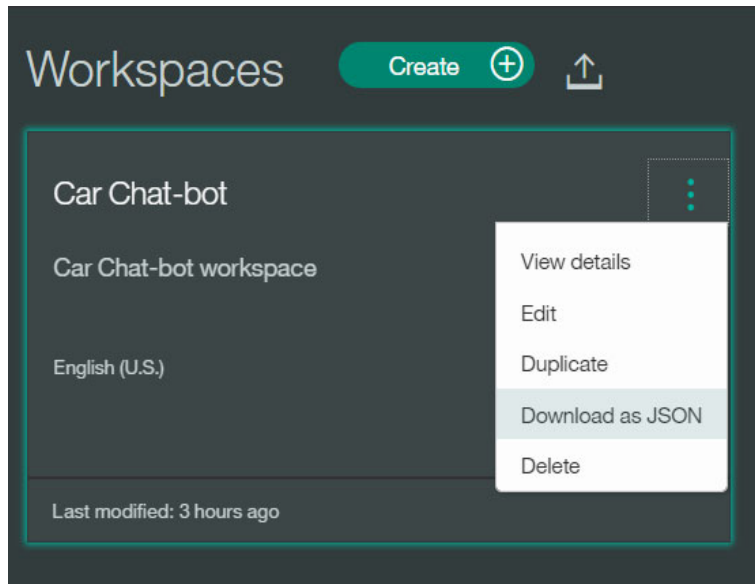 Workspaces
Create
Car Chat-bot
Car Chat-bot workspace
English (U.S.)
View details
Edit
Duplicate
Download as JSON
Delete
Last modified: 3 hours ago